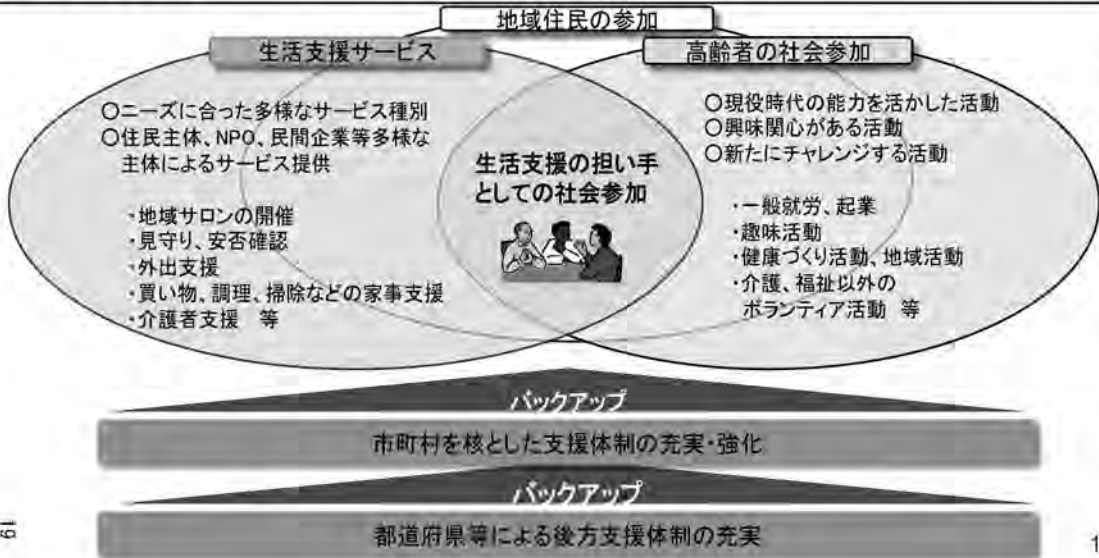 地域住民の参加
生活支援サービス
高齢者の社会参加
○ニーズに合った多様なサービス種別
○住民主体、NPO、民間企業等多様な
主体によるサービス提供
・地域サロンの開催
・見守り、安否確認
・外出支援
・買い物、調理、掃除などの家事支援
・介護者支援 等
生活支援の担い手
としての社会参加
○現役時代の能力を活かした活動
○興味関心がある活動
○新たにチャレンジする活動
・一般就労、起業
・趣味活動
・健康づくり活動、地域活動
・介護、福祉以外の
ボランティア活動 等
バックアップ
市町村を核とした支援体制の充実・強化
バックアップ
都道府県等による後方支援体制の充実
19
1